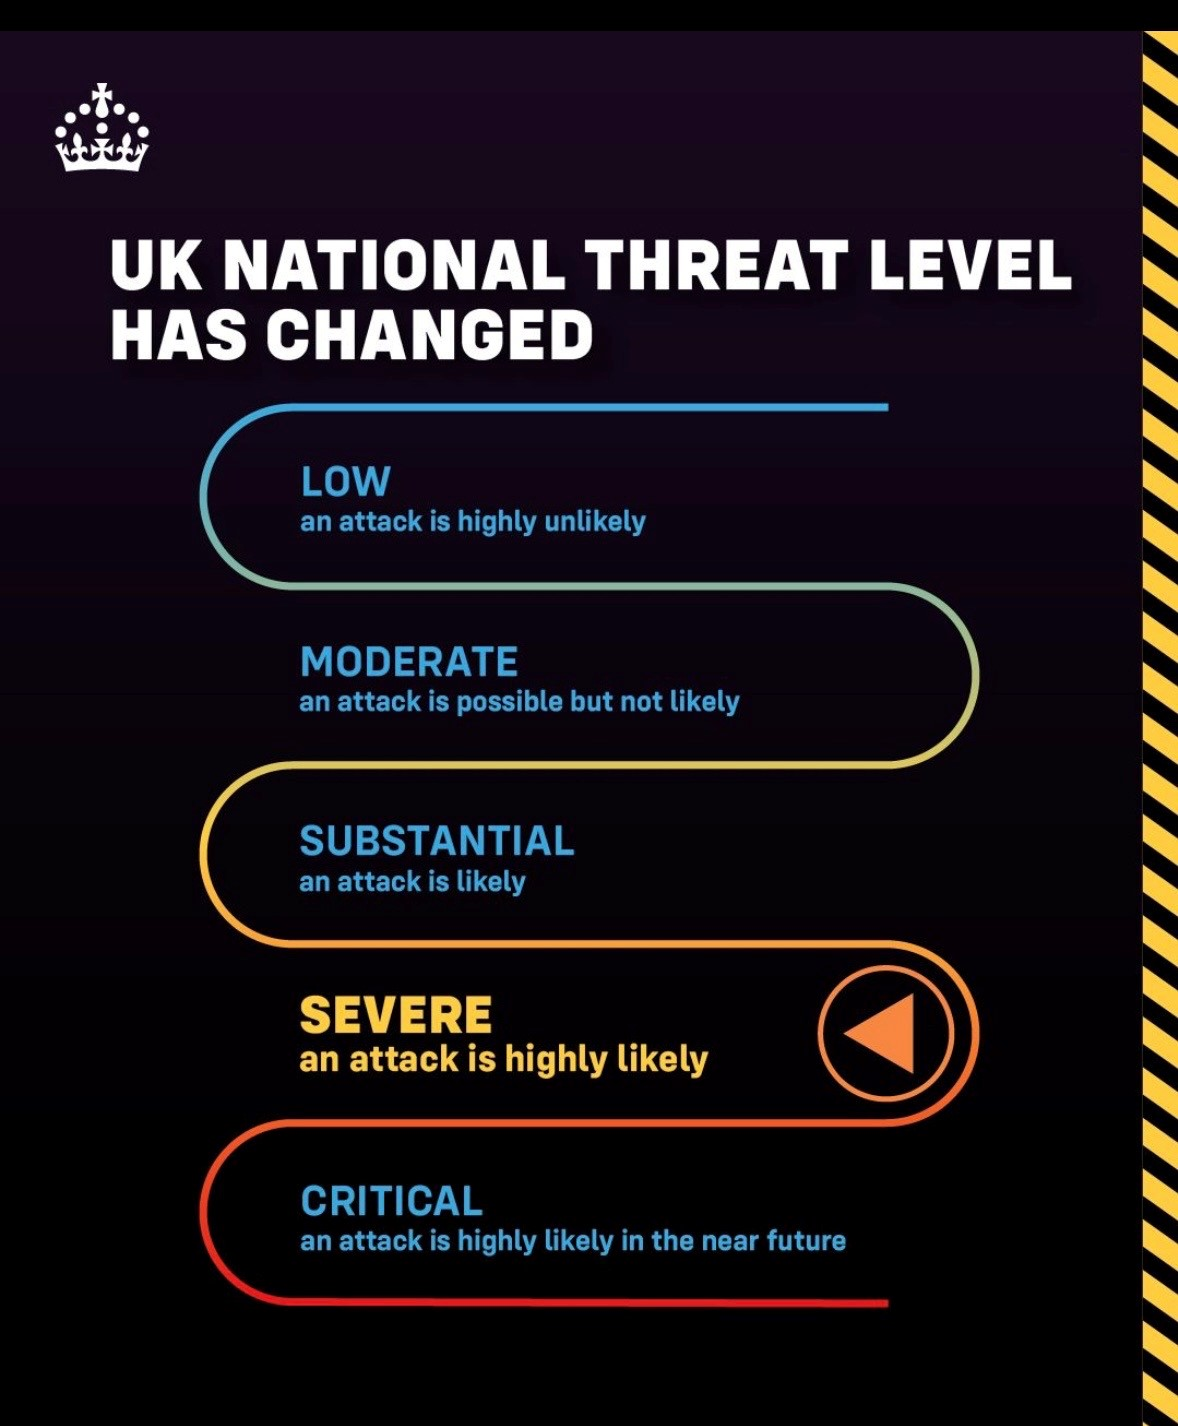 UK NATIONAL THREAT LEVEL
HAS CHANGED
LOW
an attack is highly unlikely
MODERATE
an attack is possible but not likely
SUBSTANTIAL
an attack is likely
SEVERE
an attack is highly likely
CRITICAL
an attack is highly likely in the near future